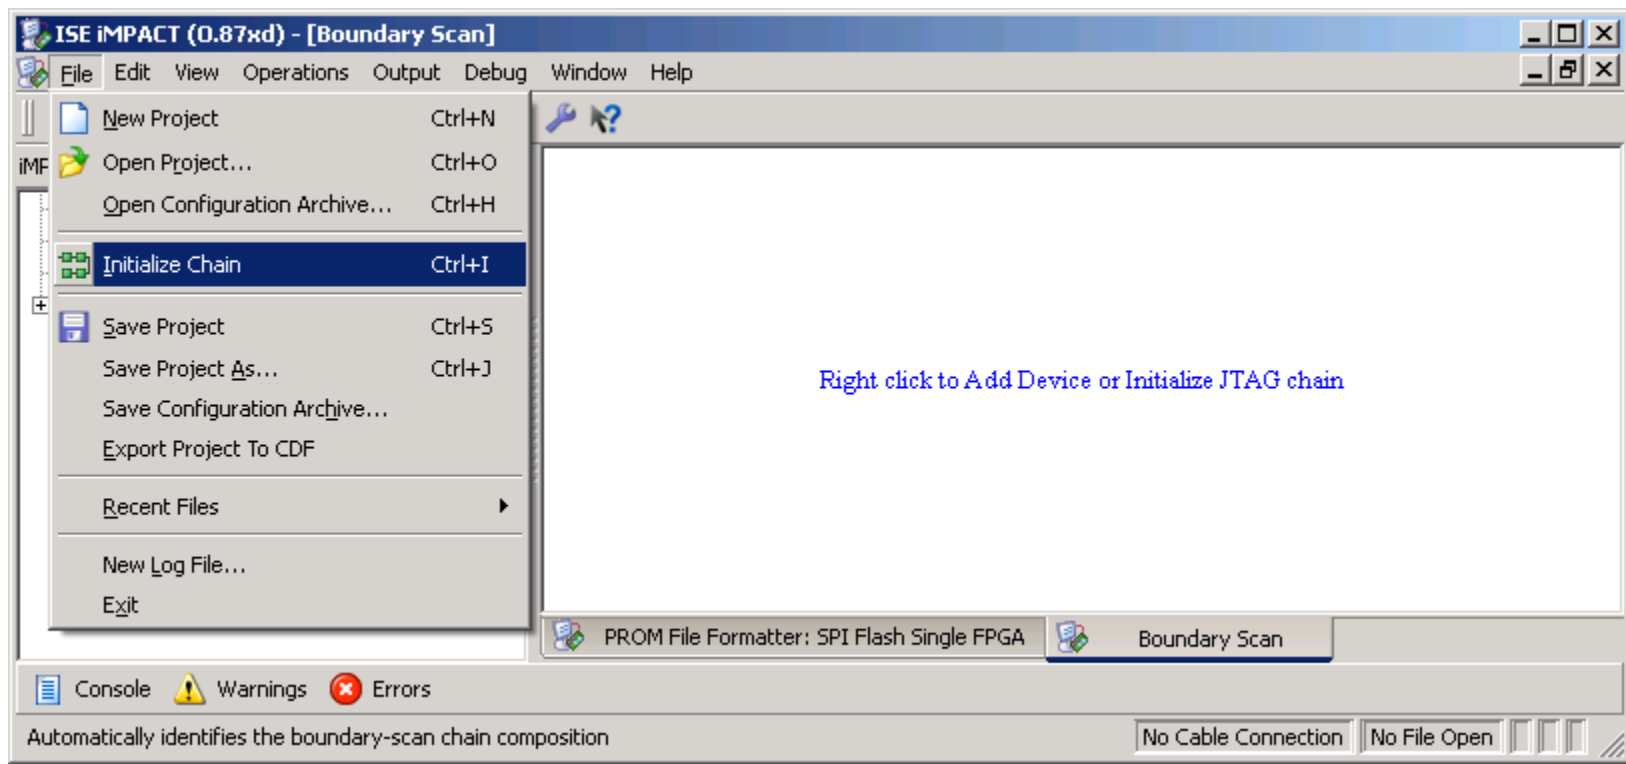 ISE iMPACT (0.87xd) - [Boundary Scan]
File Edit View Operations Output Debug Window Help
New Project Ctrl+N
iMP
Open Project... Ctrl+O
Open Configuration Archive... Ctrl+H
Initialize Chain Ctrl+I
Save Project Ctrl+S
Save Project As... Ctrl+J
Save Configuration Archive...
Export Project To CDF
Recent Files
New Log File...
Exit
Right click to Add Device or Initialize JTAG chain
PROM File Formatter: SPI Flash Single FPGA Boundary Scan
Console Warnings Errors
Automatically identifies the boundary-scan chain composition No Cable Connection No File Open